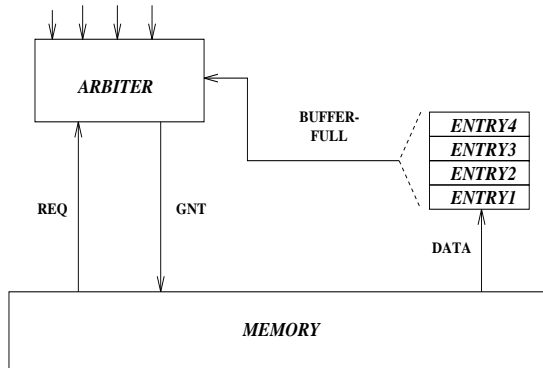 ARBITER
BUFFER-
FULL
ENTRY4
ENTRY3
ENTRY2
ENTRY1
REQ
GNT
DATA
MEMORY